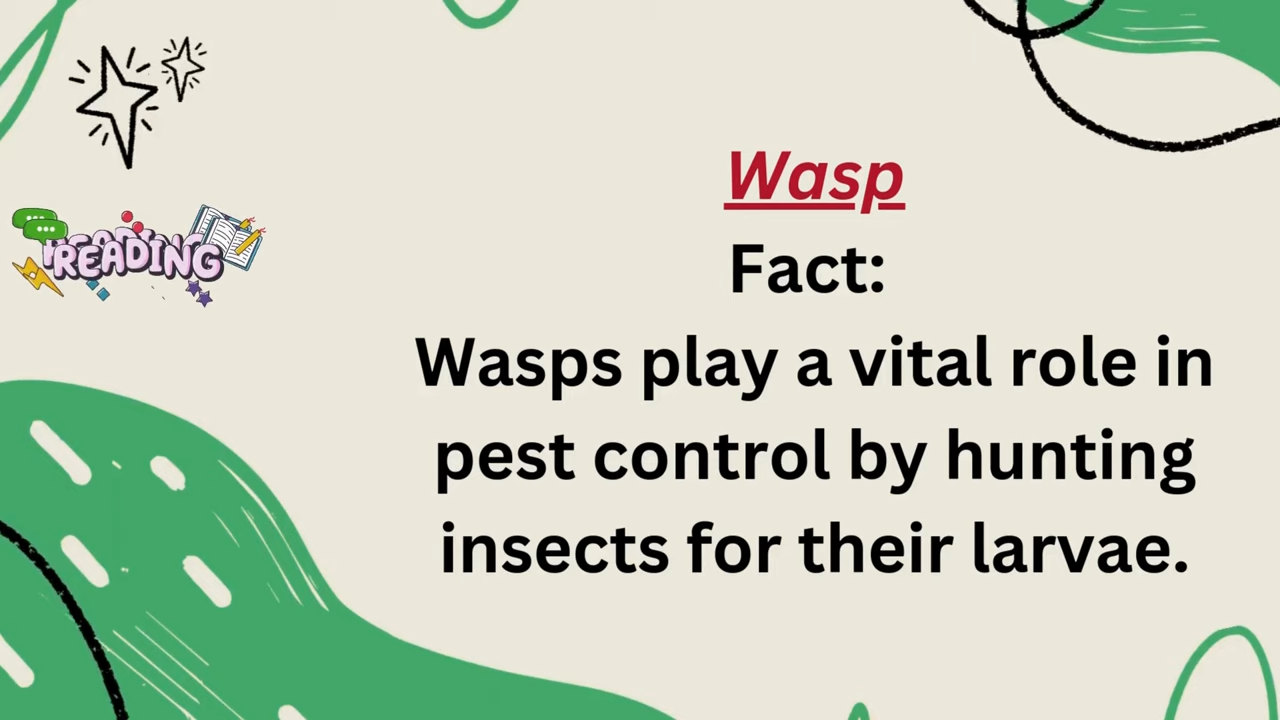 READING
Wasp
Fact:
Wasps play a vital role in
pest control by hunting
insects for their larvae.